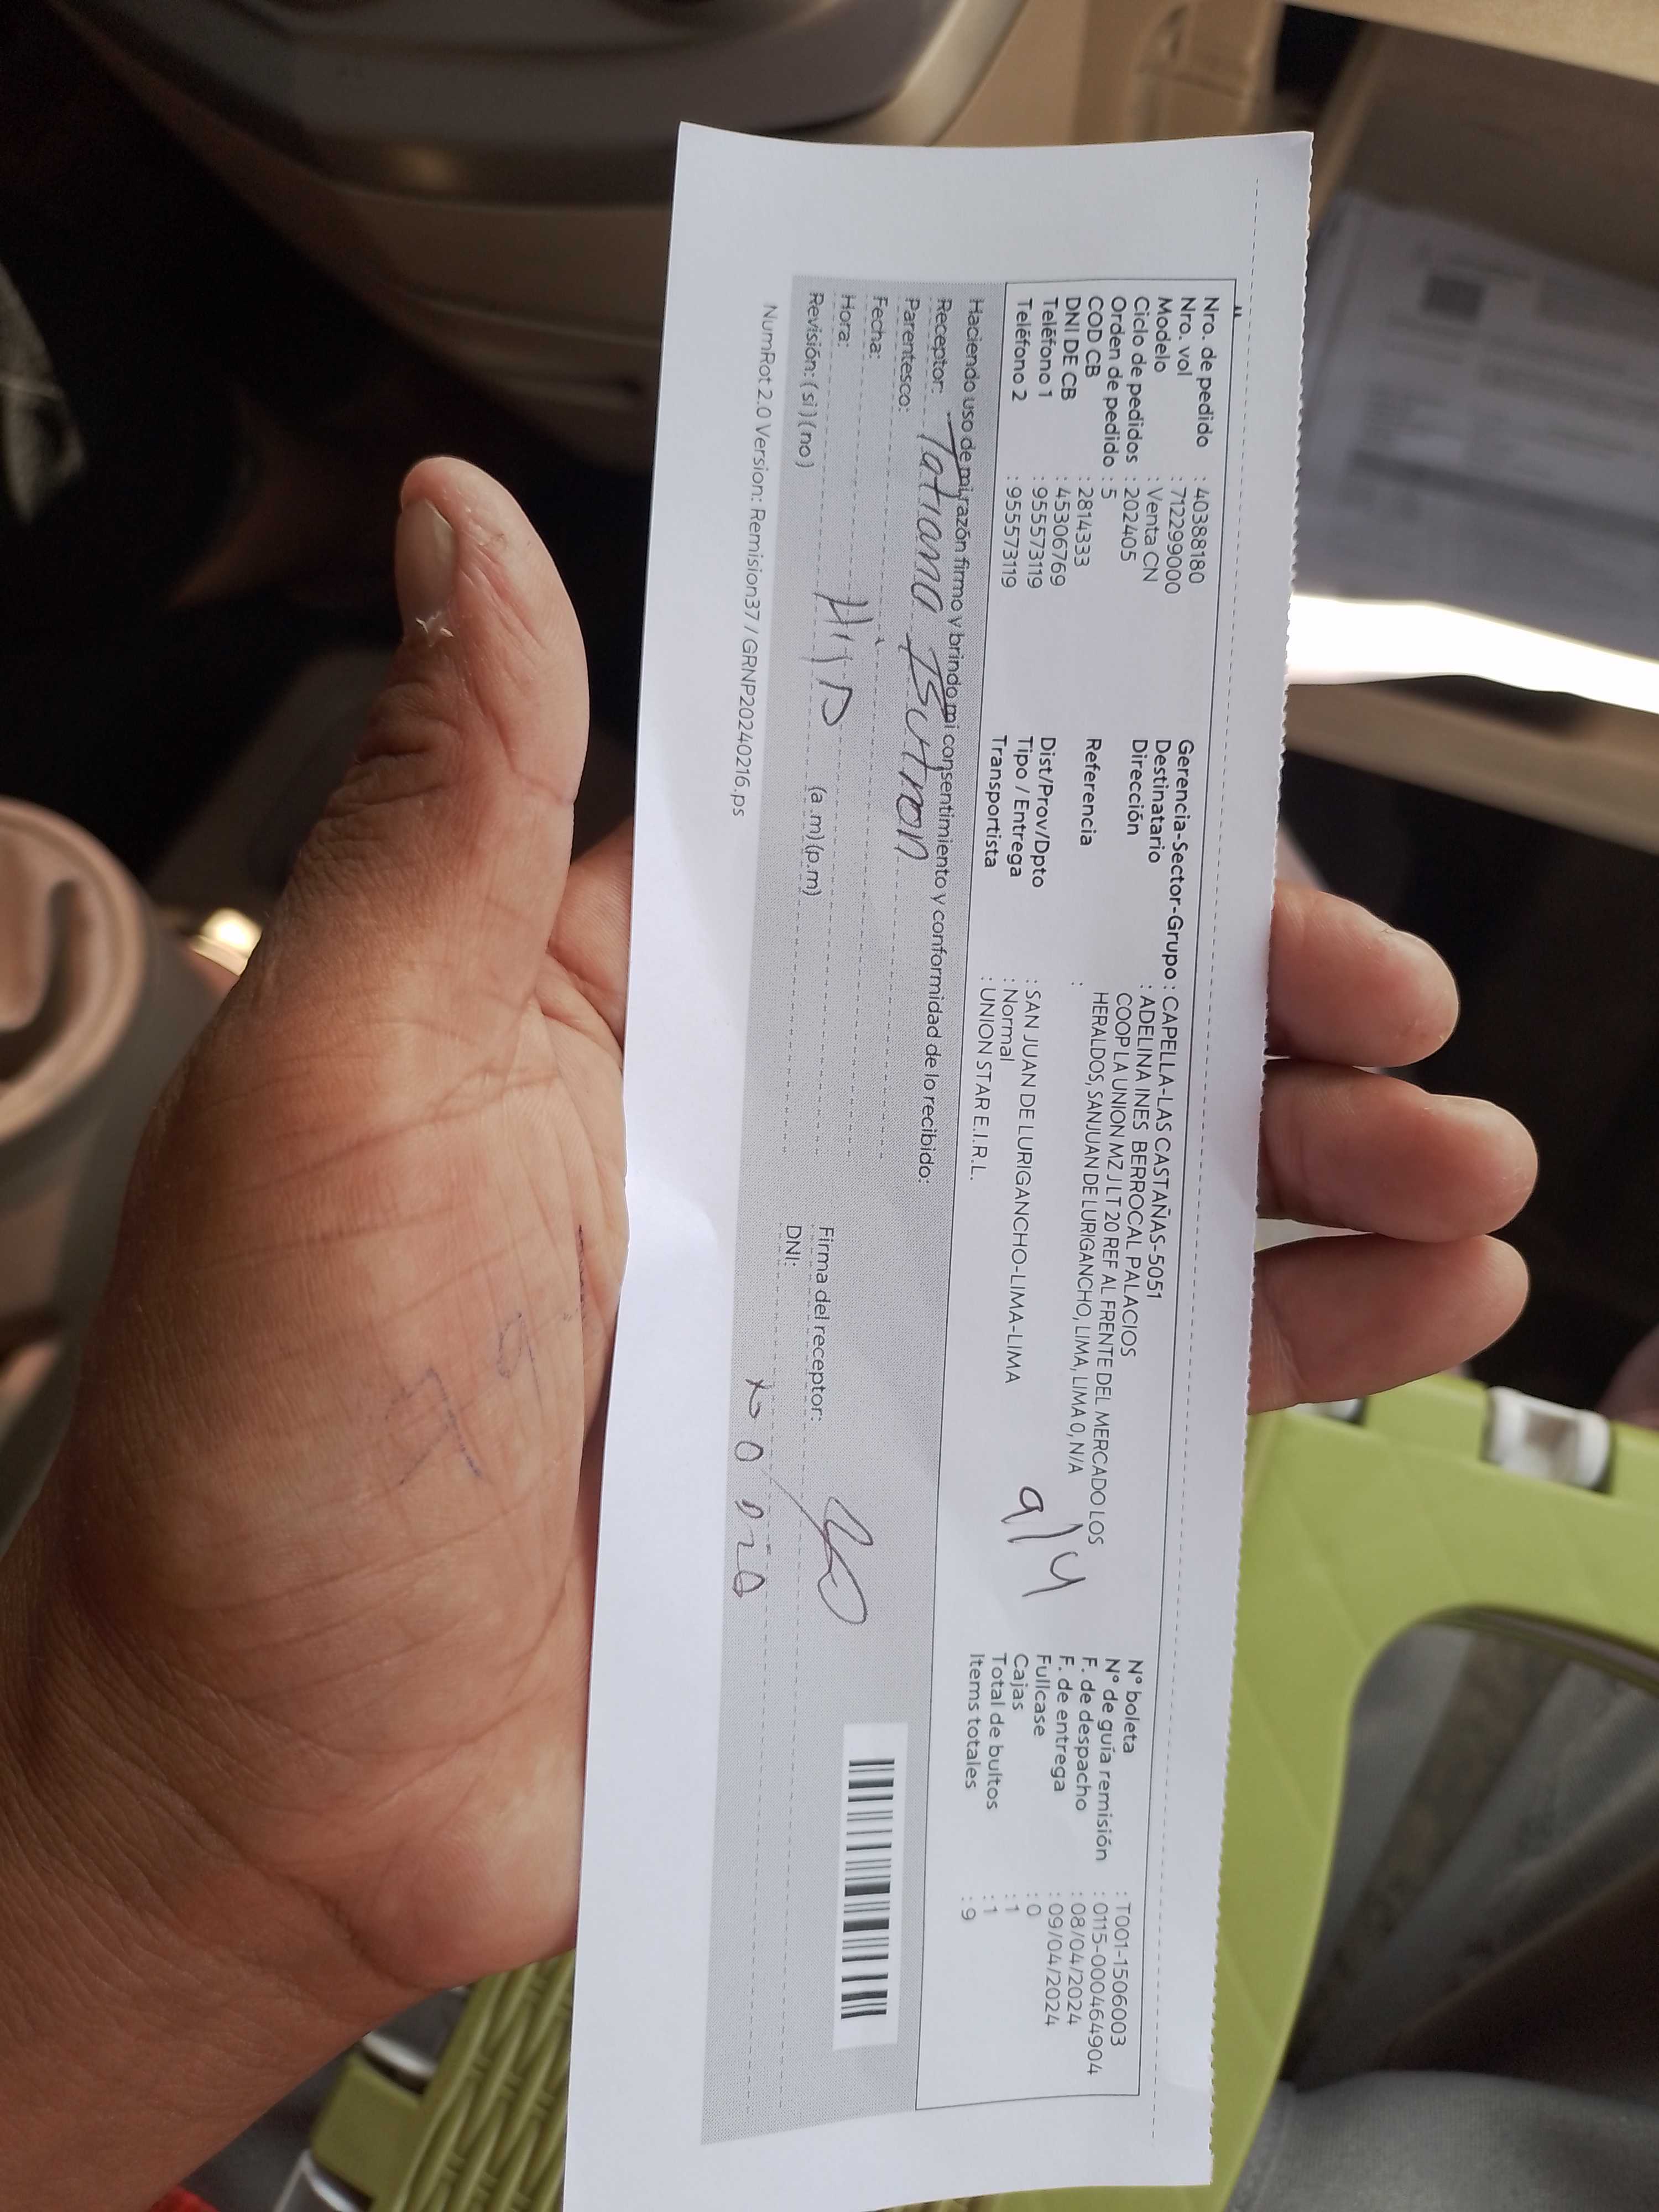 Nro. de pedido : 40388180
Nro. vol : 712299000
Modelo : Venta CN
Ciclo de pedidos : 202405
Orden de pedido : 5
COD CB : 2814333
DNI DE CB : 45306769
Teléfono 1 : 955573119
Teléfono 2 : 955573119
Gerencia-Sector-Grupo : CAPELLA-LAS CASTAÑAS-5051
Destinatario : ADELINA INES BERROCAL PALACIOS
Dirección COOP LA UNION MZ J LT 20 REF AL FRENTE DEL MERCADO LOS
HERALDOS, SANJUAN DE LURIGANCHO, LIMA, LIMA 0, N/A
Referencia :
Dist/Prov/Dpto : SAN JUAN DE LURIGANCHO-LIMA-LIMA
Tipo / Entrega : Normal
Transportista : UNION STAR E.I.R.L.
9/4
N° boleta : T001-1506003
N° de guía remisión : 0115-000464904
F. de despacho : 08/04/2024
F. de entrega : 09/04/2024
Fullcase : 0
Cajas : 1
Total de bultos : 1
Items totales : 9
Haciendo uso de mi razón firmo y brindo mi consentimiento y conformidad de lo recibido:
Receptor: Tatiana Butron
Parentesco:
Fecha:
Hora: (a.m)(p.m)
Revisión: (si)(no)
Firma del receptor:
DNI:
NumRot 2.0 Version: Remision37 / GRNP20240216.ps